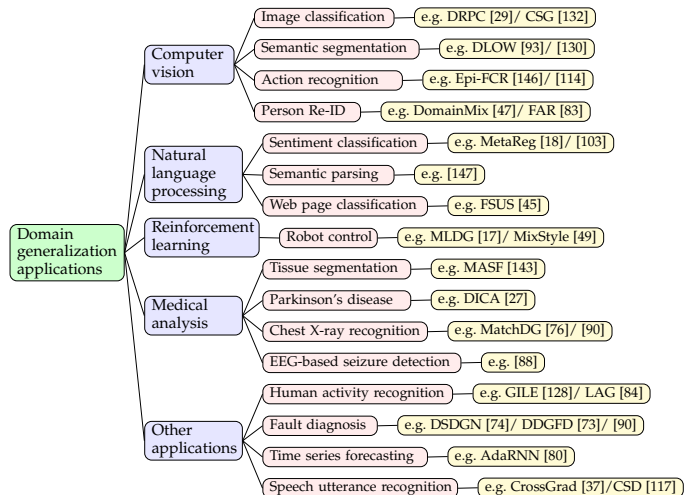 Image classification
e.g. DRPC [29]/ CSG [132]
Computer
vision
Semantic segmentation
e.g. DLOW [93]/ [130]
Action recognition
e.g. Epi-FCR [146]/ [114]
Person Re-ID
e.g. DomainMix [47]/ FAR [83]
Natural
language
processing
Sentiment classification
e.g. MetaReg [18]/ [103]
Semantic parsing
e.g. [147]
Web page classification
e.g. FSUS [45]
Domain
generalization
applications
Reinforcement
learning
Robot control
e.g. MLDG [17]/ MixStyle [49]
Medical
analysis
Tissue segmentation
e.g. MASF [143]
Parkinson's disease
e.g. DICA [27]
Chest X-ray recognition
e.g. MatchDG [76]/ [90]
EEG-based seizure detection
e.g. [88]
Other
applications
Human activity recognition
e.g. GILE [128]/ LAG [84]
Fault diagnosis
e.g. DSDGN [74]/ DDGFD [73]/ [90]
Time series forecasting
e.g. AdaRNN [80]
Speech utterance recognition
e.g. CrossGrad [37]/CSD [117]